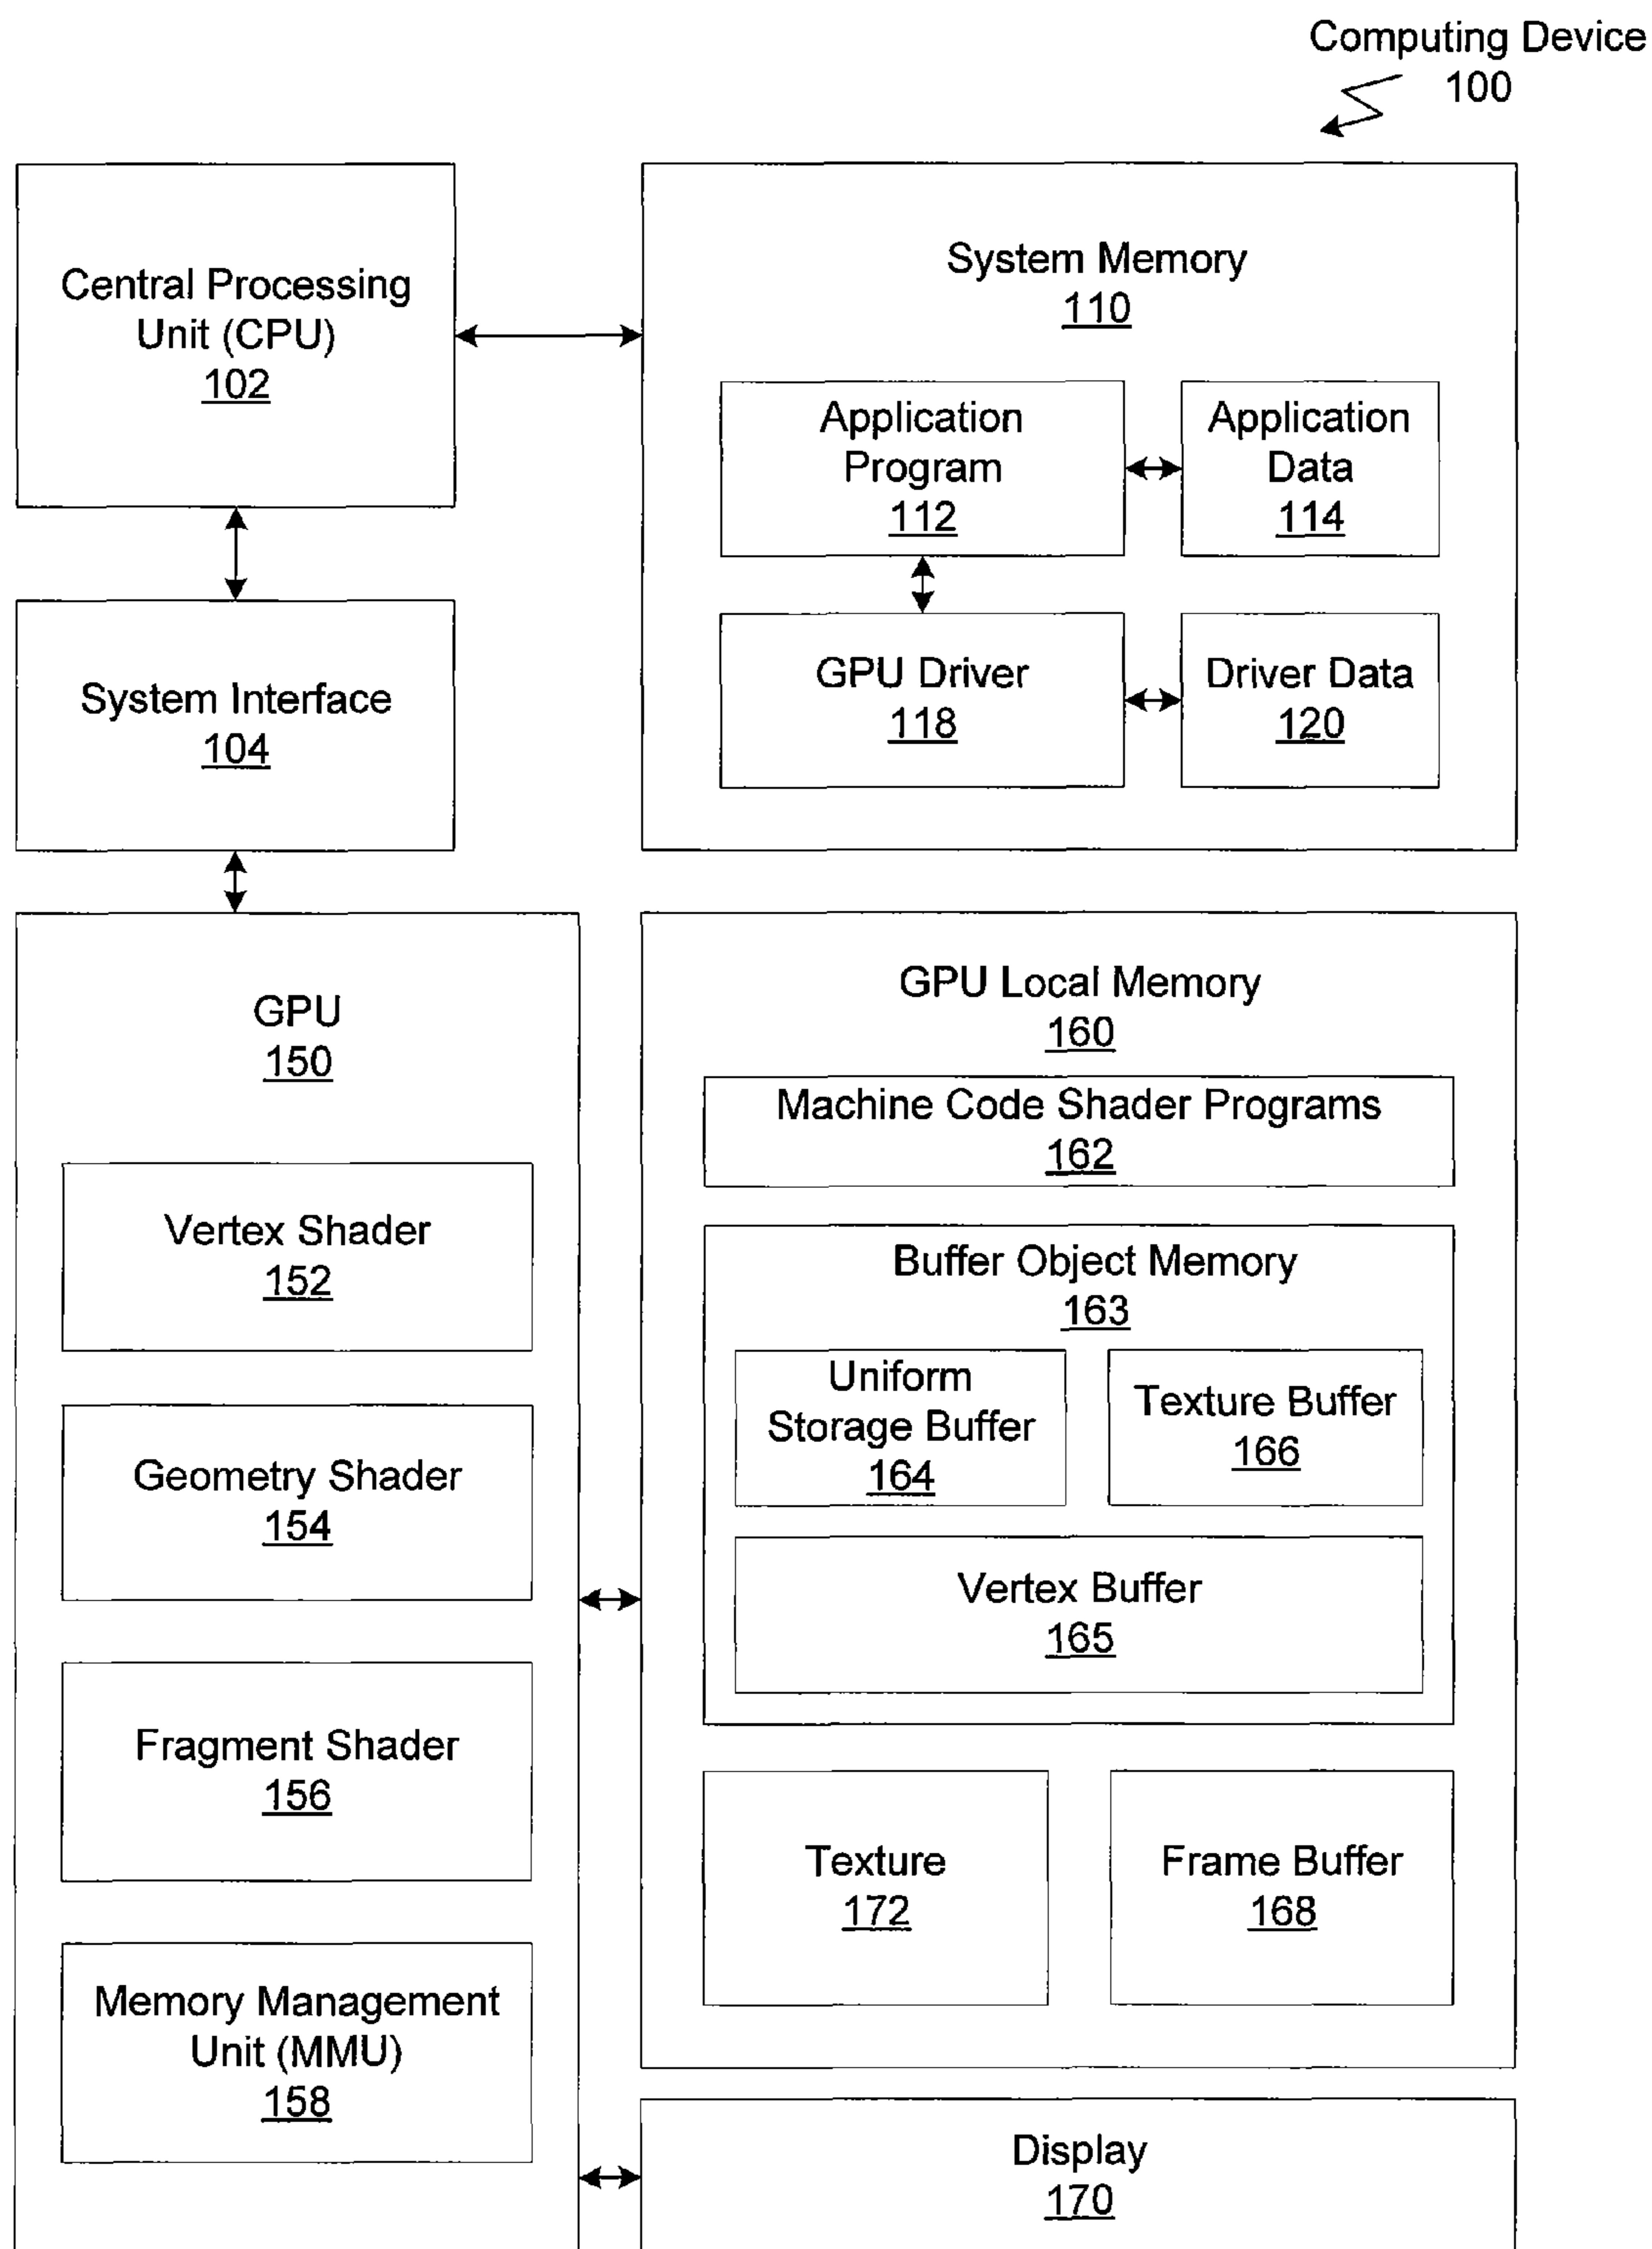 Computing Device
100
Central Processing
Unit (CPU)
102
System Memory
110
Application
Program
112
Application
Data
114
System Interface
104
GPU Driver
118
Driver Data
120
GPU
150
Vertex Shader
152
Geometry Shader
154
Fragment Shader
156
Memory Management
Unit (MMU)
158
GPU Local Memory
160
Machine Code Shader Programs
162
Buffer Object Memory
163
Uniform
Storage Buffer
164
Texture Buffer
166
Vertex Buffer
165
Texture
172
Frame Buffer
168
Display
170